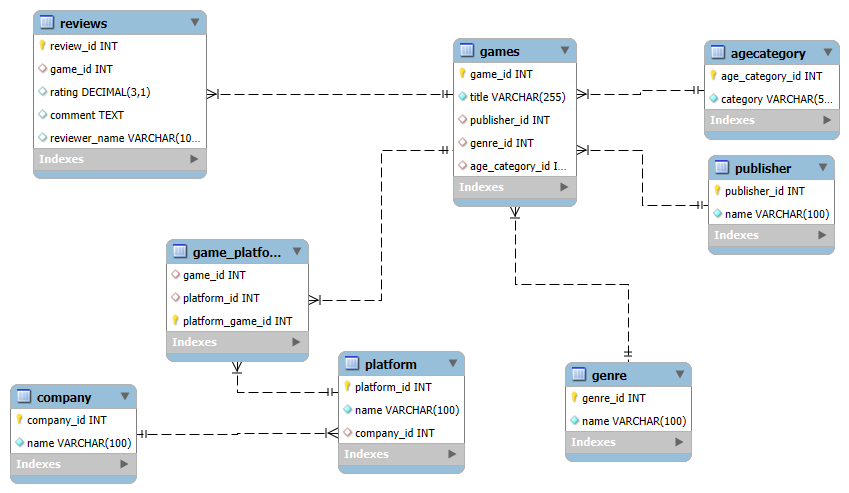 reviews
review_id INT
game_id INT
rating DECIMAL(3,1)
comment TEXT
reviewer_name VARCHAR(10...
Indexes
games
game_id INT
title VARCHAR(255)
publisher_id INT
genre_id INT
age_category_id I...
Indexes
agecategory
age_category_id INT
category VARCHAR(5...
Indexes
publisher
publisher_id INT
name VARCHAR(100)
Indexes
game_platfo...
game_id INT
platform_id INT
platform_game_id INT
Indexes
platform
platform_id INT
name VARCHAR(100)
company_id INT
Indexes
company
company_id INT
name VARCHAR(100)
Indexes
genre
genre_id INT
name VARCHAR(100)
Indexes